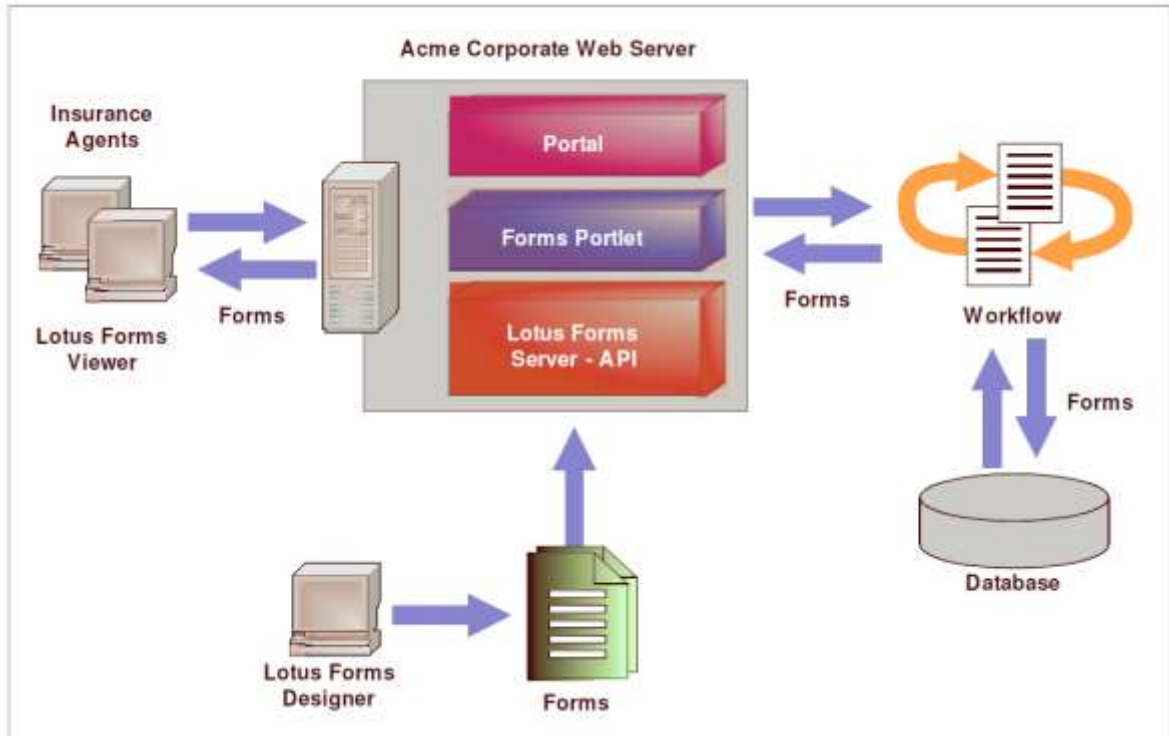 Acme Corporate Web Server
Insurance
Agents
Portal
Forms Portlet
Lotus Forms
Server - API
Forms
Lotus Forms
Viewer
Forms
Workflow
Forms
Database
Lotus Forms
Designer
Forms